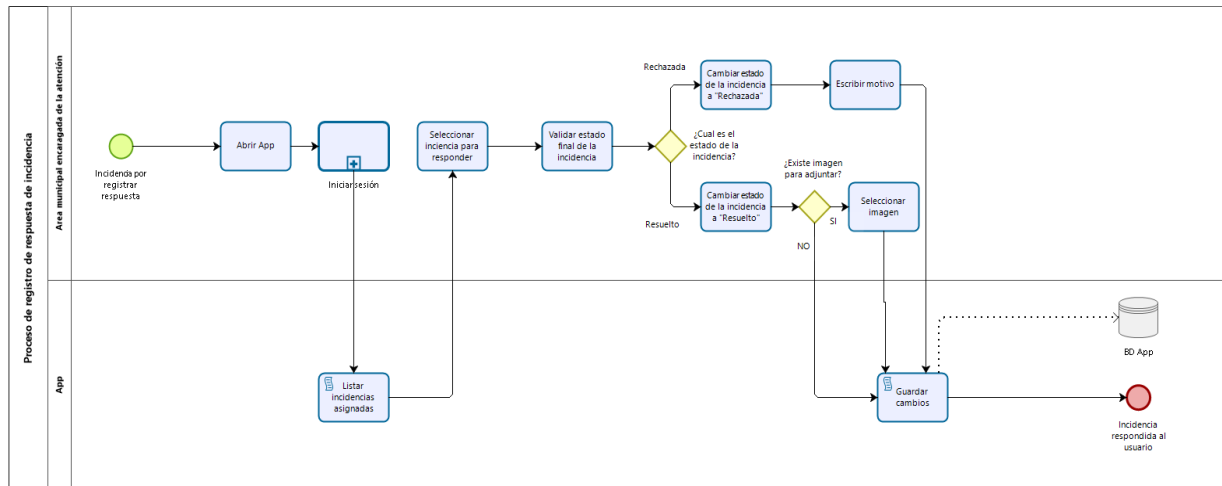 Proceso de registro de respuesta de incidencia
Area municipal encaragada de la atención
Incidenda por
registrar
respuesta
Abrir App
Iniciar sesión
Seleccionar
inciencia para
responder
Validar estado
final de la
incidencia
¿Cual es el
estado de la
incidencia?
Rechazada
Cambiar estado
de la incidencia
a "Rechazada"
Escribir motivo
Resuelto
Cambiar estado
de la incidencia
a "Resuelto"
¿Existe imagen
para adjuntar?
SI
NO
Seleccionar
imagen
App
Listar
incidencias
asignadas
Guardar
cambios
BD App
Incidencia
respondida al
usuario